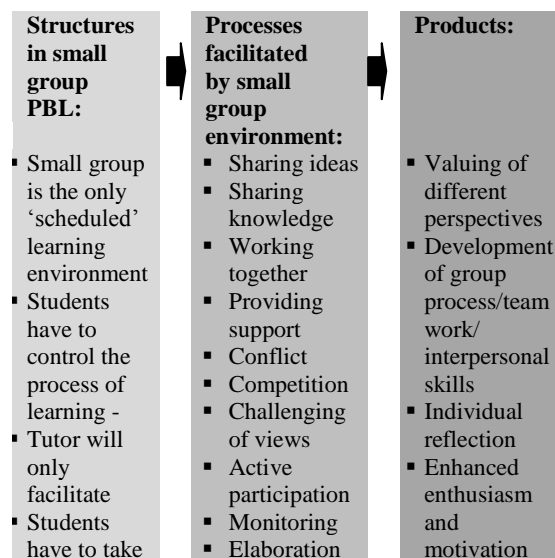 Structures
in small
group
PBL:
▪ Small group
is the only
‘scheduled’
learning
environment
▪ Students
have to
control the
process of
learning -
▪ Tutor will
only
facilitate
▪ Students
have to take
Processes
facilitated
by small
group
environment:
▪ Sharing ideas
▪ Sharing
knowledge
▪ Working
together
▪ Providing
support
▪ Conflict
▪ Competition
▪ Challenging
of views
▪ Active
participation
▪ Monitoring
▪ Elaboration
Products:
▪ Valuing of
different
perspectives
▪ Development
of group
process/team
work/
interpersonal
skills
▪ Individual
reflection
▪ Enhanced
enthusiasm
and
motivation